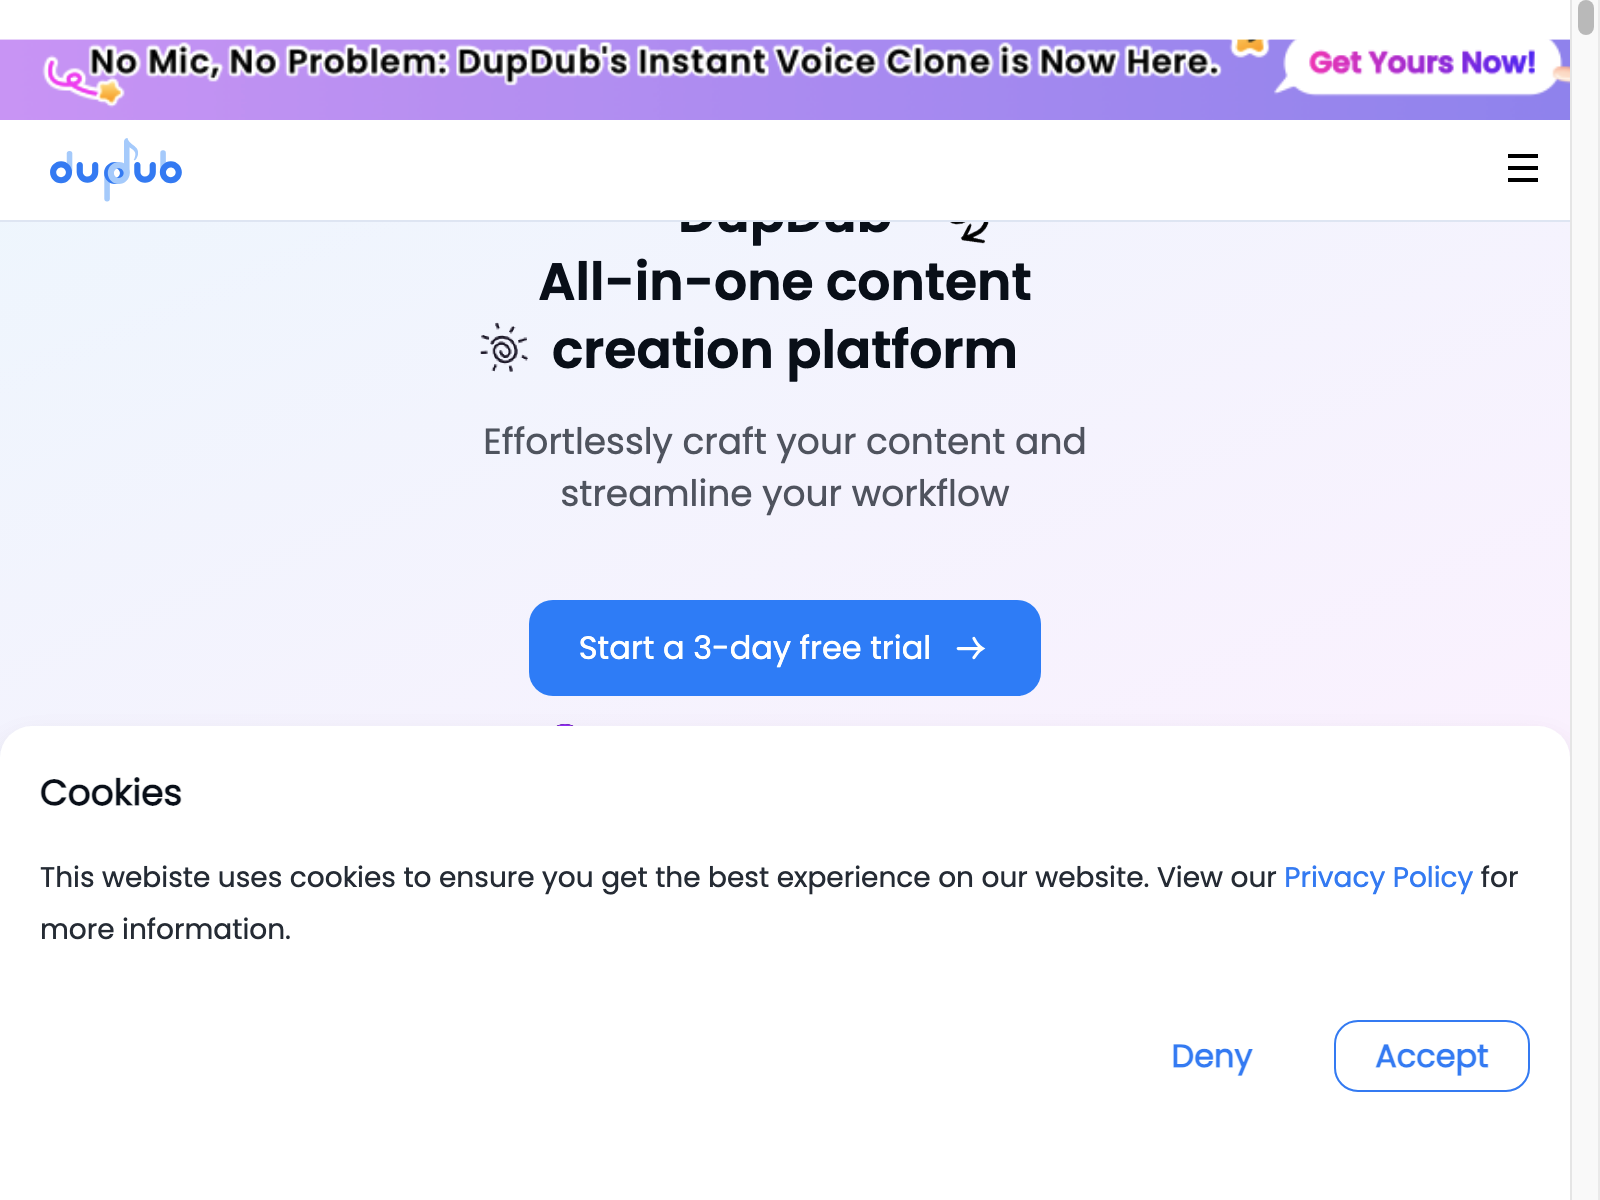 No Mic, No Problem: DupDub's Instant Voice Clone is Now Here.
Get Yours Now!
dupdub
DupDub
All-in-one content
creation platform
Effortlessly craft your content and
streamline your workflow
Start a 3-day free trial →
Cookies
This webiste uses cookies to ensure you get the best experience on our website. View our Privacy Policy for
more information.
Deny
Accept